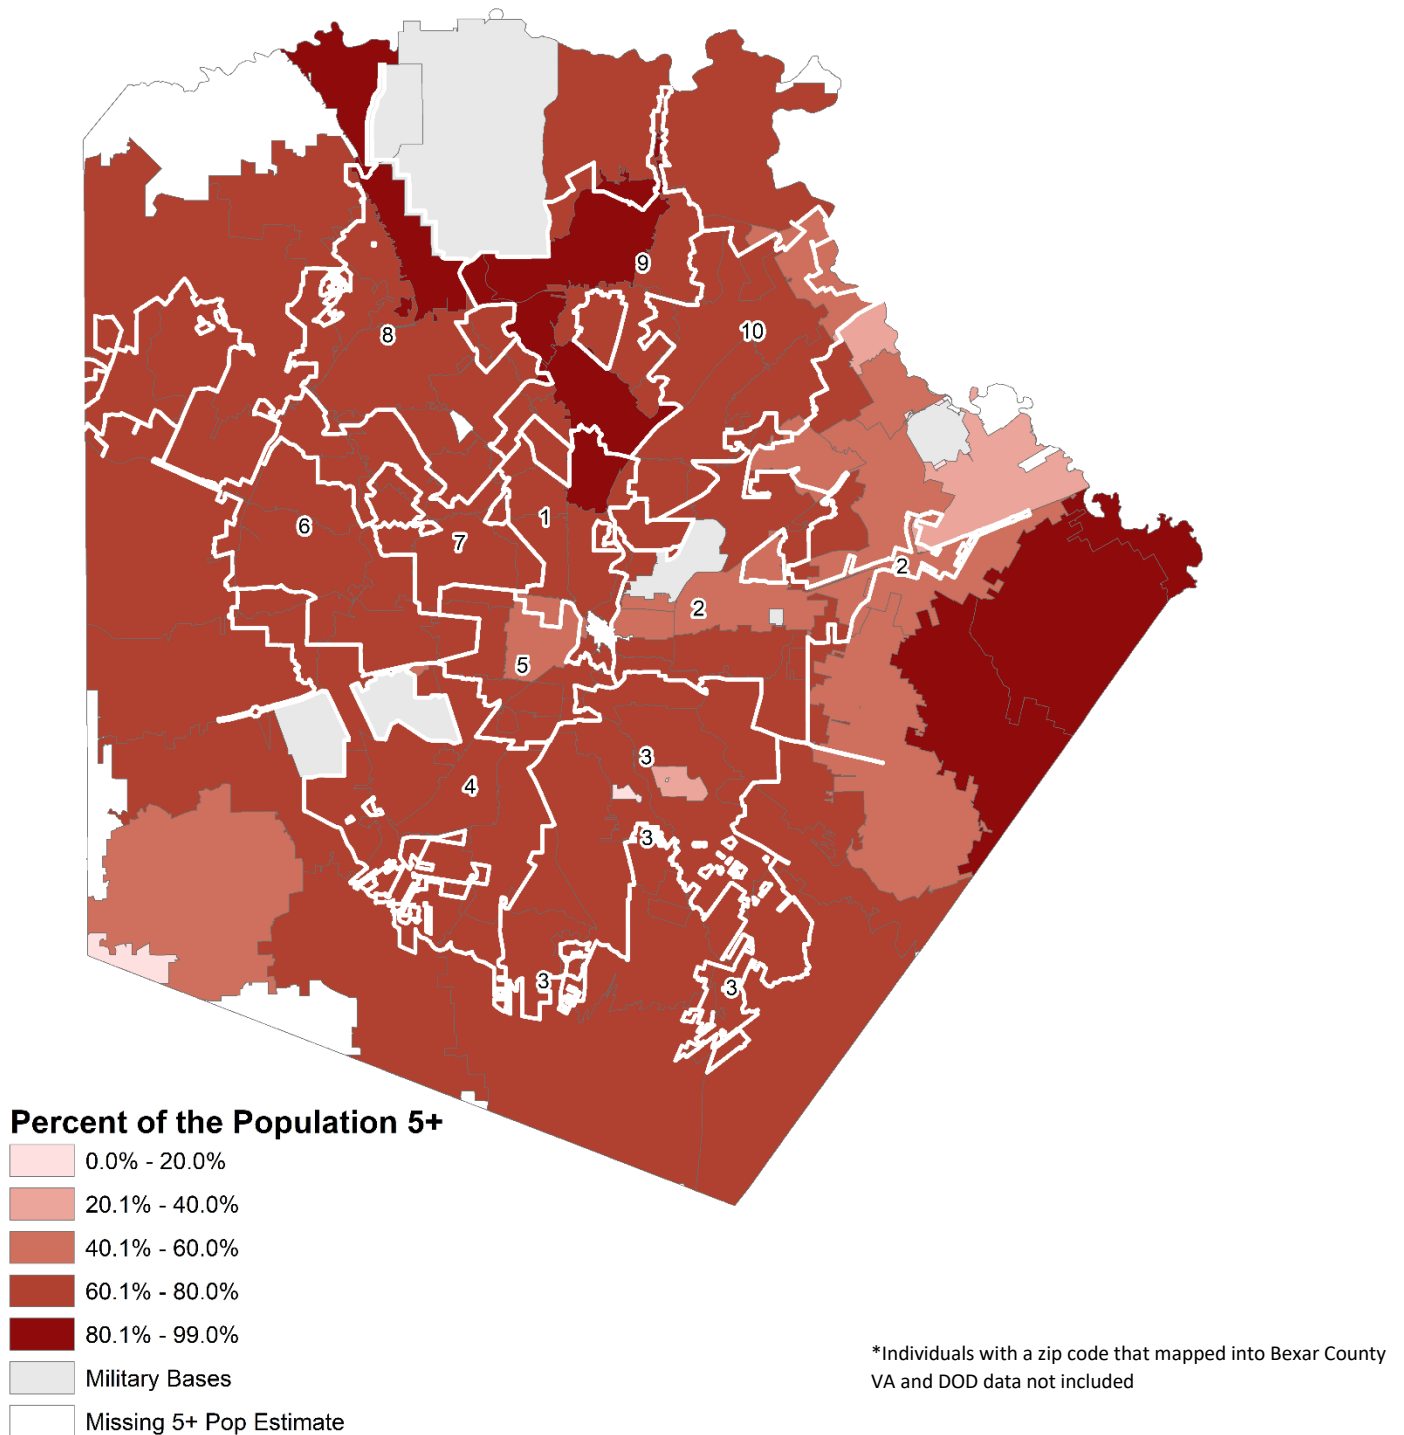 9
10
8
6
1
7
2
2
5
3
4
3
3
3
Percent of the Population 5+
0.0% - 20.0%
20.1% - 40.0%
40.1% - 60.0%
60.1% - 80.0%
80.1% - 99.0%
Military Bases
Missing 5+ Pop Estimate
*Individuals with a zip code that mapped into Bexar County
VA and DOD data not included